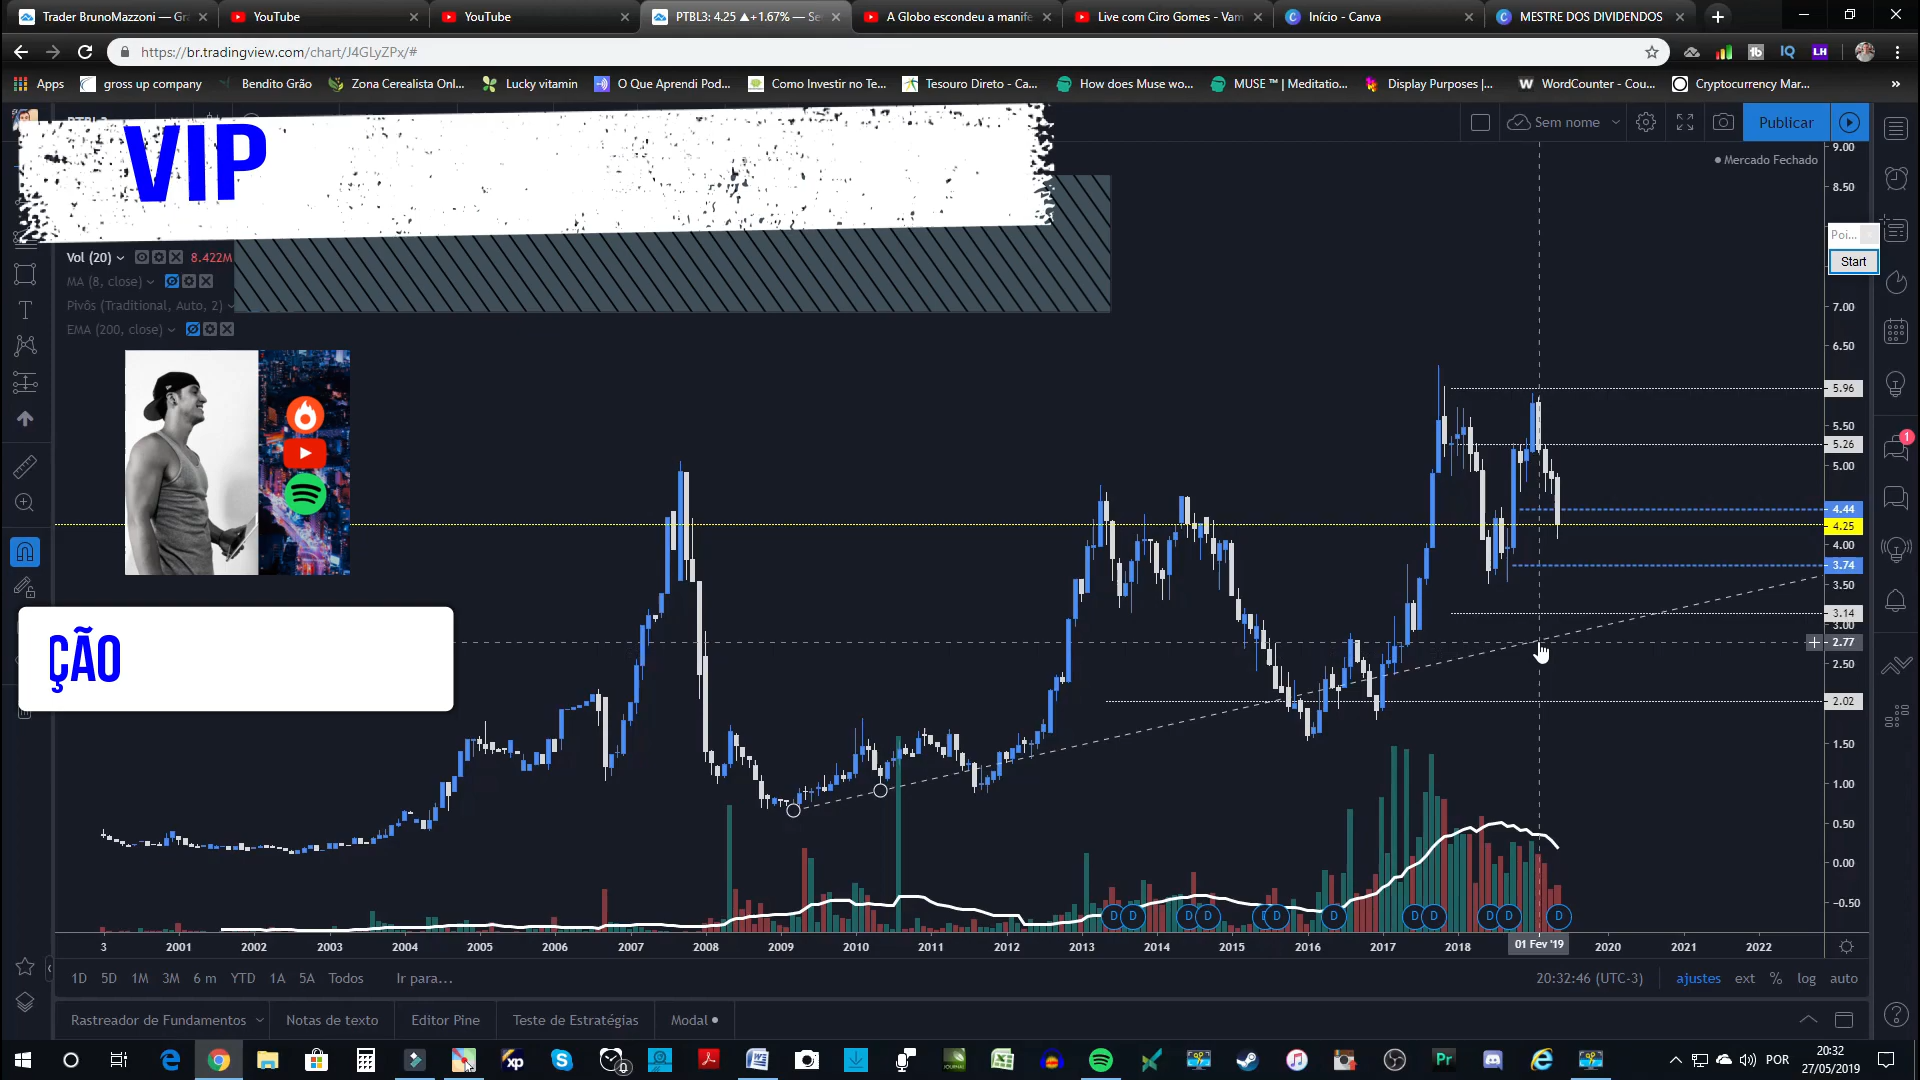 Trader BrunoMazzoni — Gr
YouTube
YouTube
PTBL3: 4.25 ▲+1.67% — Se
A Globo escondeu a manife
Live com Ciro Gomes - Vam
Início - Canva
MESTRE DOS DIVIDENDOS
https://br.tradingview.com/chart/J4GLyZPx/#
Apps
gross up company
Bendito Grão
Zona Cerealista Onl...
Lucky vitamin
O Que Aprendi Pod...
Como Investir no Te...
Tesouro Direto - Ca...
How does Muse wo...
MUSE ™ | Meditatio...
Display Purposes |...
WordCounter - Cou...
Cryptocurrency Mar...
Sem nome
Publicar
VIP
Mercado Fechado
Vol (20)
8.422M
MA (8, close)
Pivôs (Traditional, Auto, 2)
EMA (200, close)
Poi...
Start
ÇÃO
9.00
8.50
7.00
6.50
5.96
5.50
5.26
5.00
4.44
4.25
4.00
3.74
3.50
3.14
3.00
2.77
2.50
2.02
1.50
1.00
0.50
0.00
−0.50
D D D D D D D D D D D D
3 2001 2002 2003 2004 2005 2006 2007 2008 2009 2010 2011 2012 2013 2014 2015 2016 2017 2018 01 Fev '19 2020 2021 2022
1D 5D 1M 3M 6 m YTD 1A 5A Todos Ir para...
20:32:46 (UTC-3) ajustes ext % log auto
Rastreador de Fundamentos Notas de texto Editor Pine Teste de Estratégias Modal
POR
20:32
27/05/2019